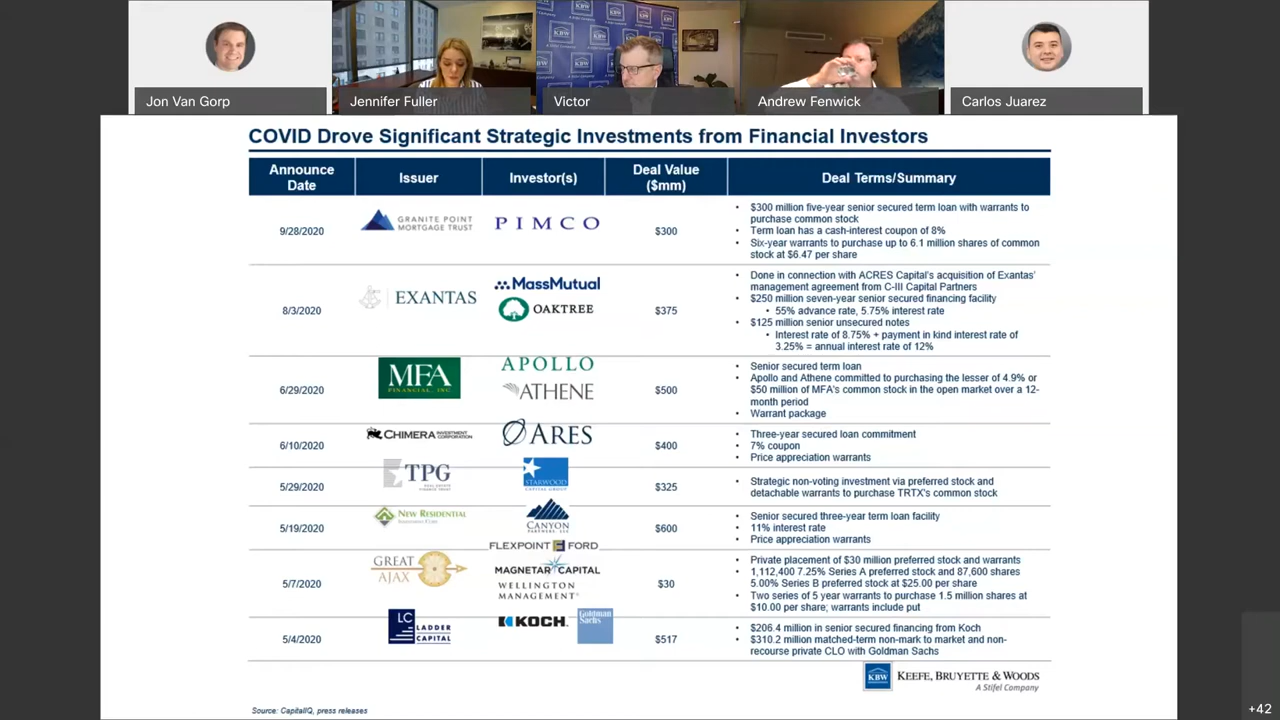 Jon Van Gorp
Jennifer Fuller
Victor
Andrew Fenwick
Carlos Juarez
COVID Drove Significant Strategic Investments from Financial Investors
Announce Date
Issuer
Investor(s)
Deal Value ($mm)
Deal Terms/Summary
9/28/2020
GRANITE POINT
MORTGAGE TRUST
PIMCO
$300
• $300 million five-year senior secured term loan with warrants to
purchase common stock
• Term loan has a cash-interest coupon of 8%
• Six-year warrants to purchase up to 6.1 million shares of common
stock at $6.47 per share
8/3/2020
EXANTAS
MassMutual
OAKTREE
$375
• Done in connection with ACRES Capital's acquisition of Exantas'
management agreement from C-III Capital Partners
• $250 million seven-year senior secured financing facility
• 55% advance rate, 5.75% interest rate
• $125 million senior unsecured notes
• Interest rate of 8.75% + payment in kind interest rate of
3.25% = annual interest rate of 12%
6/29/2020
MFA
FINANCIAL, INC.
APOLLO
ATHENE
$500
• Senior secured term loan
• Apollo and Athene committed to purchasing the lesser of 4.9% or
$50 million of MFA's common stock in the open market over a 12-
month period
• Warrant package
6/10/2020
CHIMERA INVESTMENT CORPORATION
ARES
$400
• Three-year secured loan commitment
• 7% coupon
• Price appreciation warrants
5/29/2020
TPG
REAL ESTATE
FINANCE TRUST
STARWOOD
CAPITAL GROUP
$325
• Strategic non-voting investment via preferred stock and
detachable warrants to purchase TRTX's common stock
5/19/2020
NEW RESIDENTIAL
INVESTMENT CORP
CANYON
PARTNERS, LLC
$600
• Senior secured three-year term loan facility
• 11% interest rate
• Price appreciation warrants
5/7/2020
GREAT
AJAX
FLEXPOINT FORD
MAGNETAR CAPITAL
WELLINGTON
MANAGEMENT®
$30
• Private placement of $30 million preferred stock and warrants
• 1,112,400 7.25% Series A preferred stock and 87,600 shares
5.00% Series B preferred stock at $25.00 per share
• Two series of 5 year warrants to purchase 1.5 million shares at
$10.00 per share; warrants include put
5/4/2020
LC
LADDER
CAPITAL
KOCH
Goldman
Sachs
$517
• $206.4 million in senior secured financing from Koch
• $310.2 million matched-term non-mark to market and non-
recourse private CLO with Goldman Sachs
KBW
KEEFE, BRUYETTE & WOODS
A Stifel Company
Source: CapitalIQ, press releases
+42